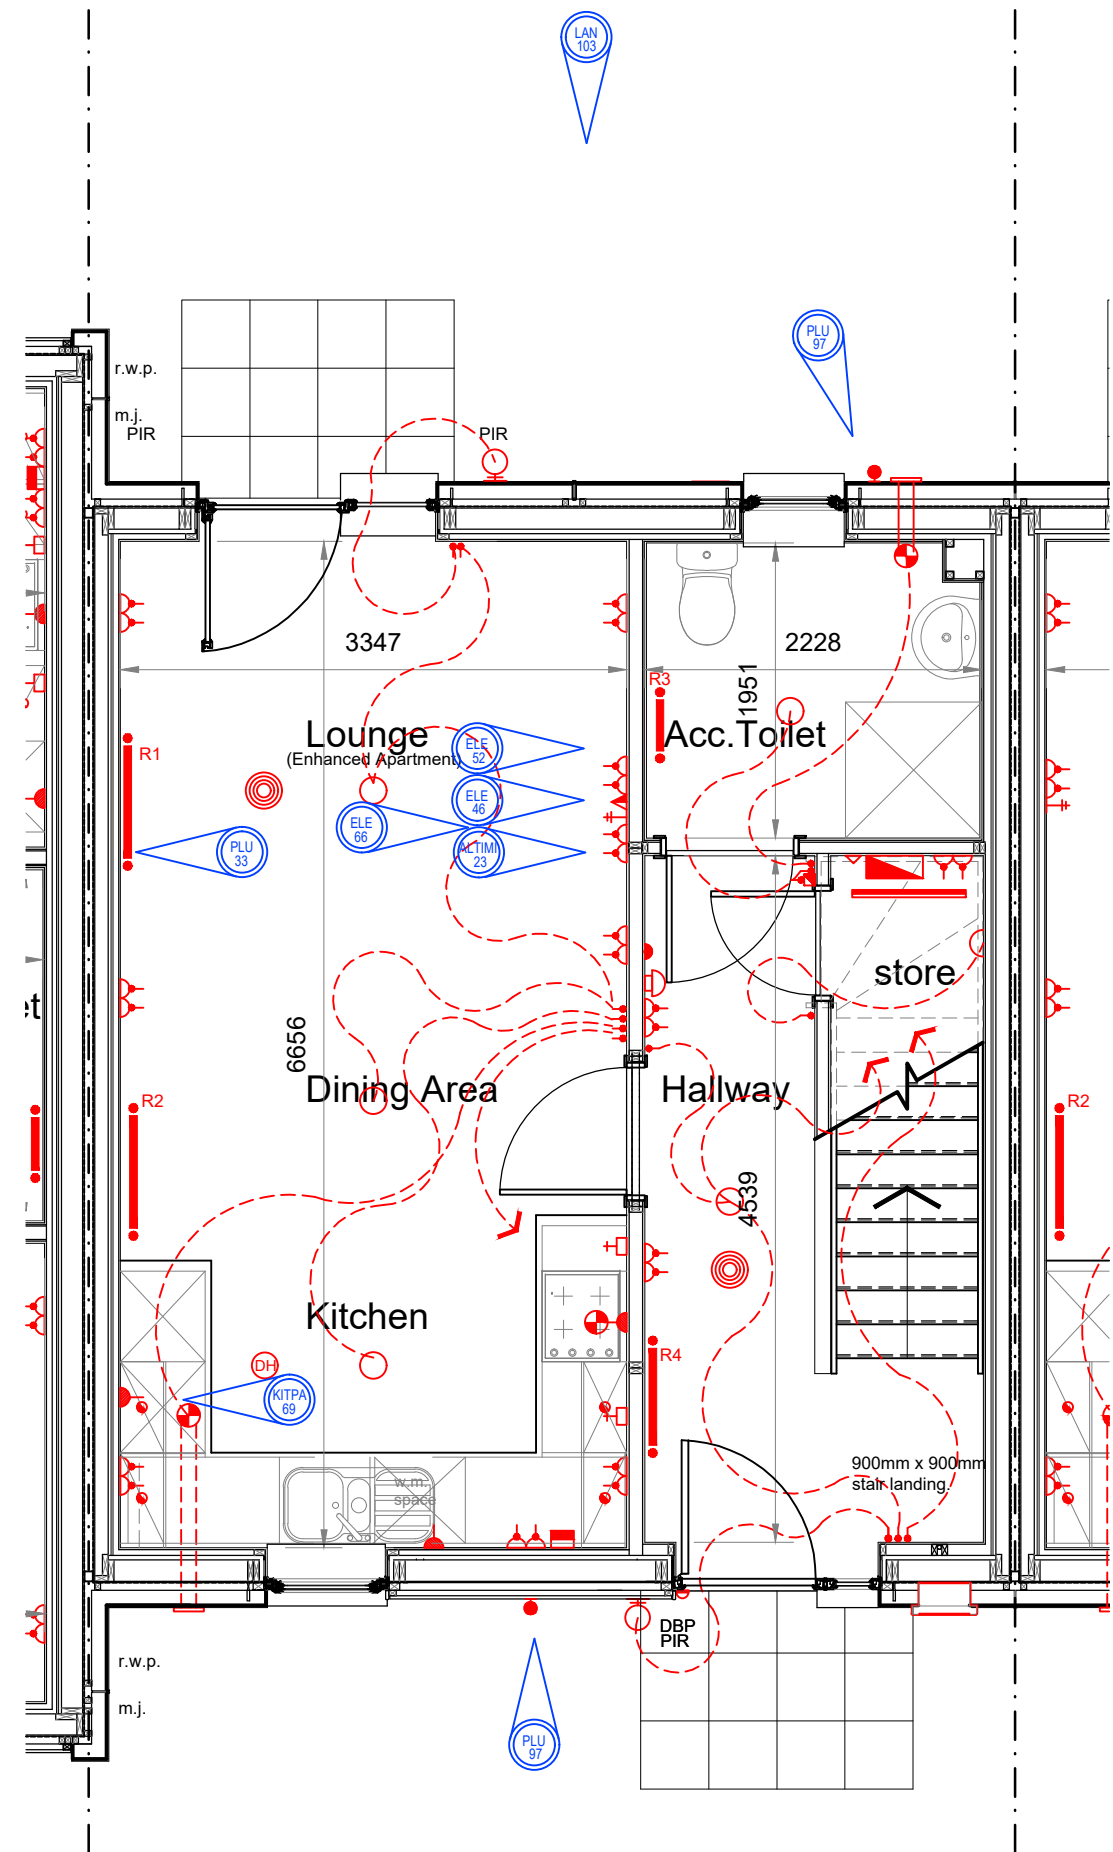 LAN
103
PLU
97
r.w.p.
m.j.
PIR
PIR
3347
2228
1951
R3
Lounge
(Enhanced Apartment)
Acc.Toilet
R1
ELE
52
ELE
46
ELE
66
ALTIMI
23
PLU
33
store
6656
Dining Area
Hallway
R2
R2
4539
Kitchen
R4
DH
KITPA
69
w.m.
space
900mm x 900mm
stair landing.
DBP
PIR
r.w.p.
m.j.
PLU
97